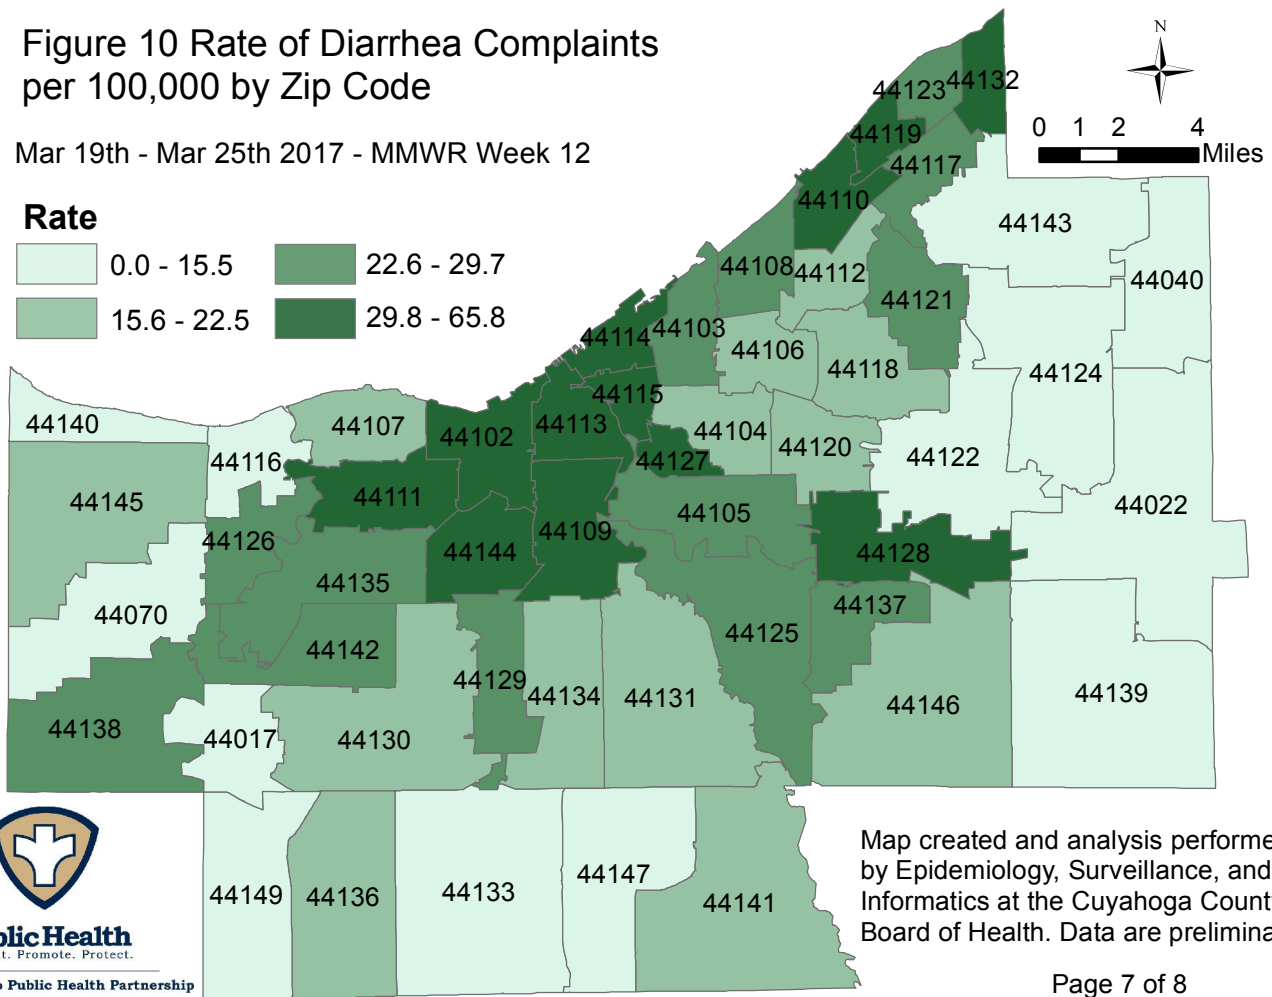 Figure 10 Rate of Diarrhea Complaints
per 100,000 by Zip Code
Mar 19th - Mar 25th 2017 - MMWR Week 12
Rate
0.0 - 15.5
22.6 - 29.7
15.6 - 22.5
29.8 - 65.8
N
0 1 2 4
Miles
44123
44132
44119
44117
44110
44143
44108
44112
44040
44121
44114
44103
44106
44118
44124
44115
44140
44107
44102
44113
44104
44120
44116
44127
44122
44145
44111
44105
44022
44126
44144
44109
44128
44135
44070
44137
44142
44125
44129
44134
44131
44139
44138
44017
44130
44146
44149
44136
44133
44147
44141
Map created and analysis performe
by Epidemiology, Surveillance, and
Informatics at the Cuyahoga Count
Board of Health. Data are prelimina
blic Health
t. Promote. Protect.
Public Health Partnership
Page 7 of 8